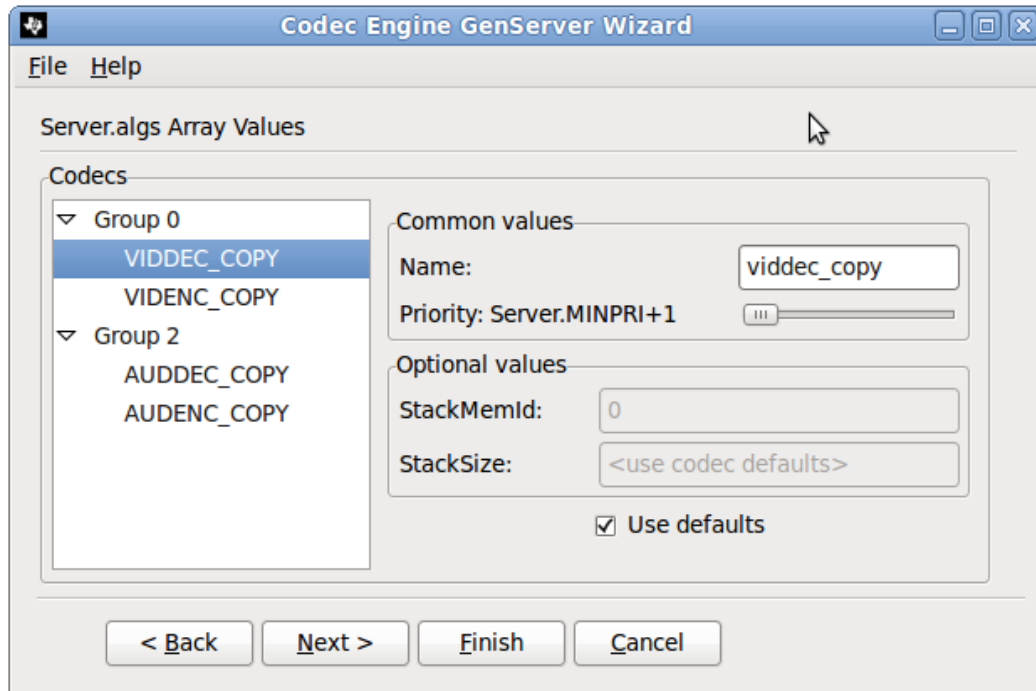 Codec Engine GenServer Wizard
File Help
Server.algs Array Values
Codecs
Group 0
VIDDEC_COPY
VIDENC_COPY
Group 2
AUDDEC_COPY
AUDENC_COPY
Common values
Name: viddec_copy
Priority: Server.MINPRI+1
Optional values
StackMemId: 0
StackSize: <use codec defaults>
Use defaults
< Back Next > Finish Cancel